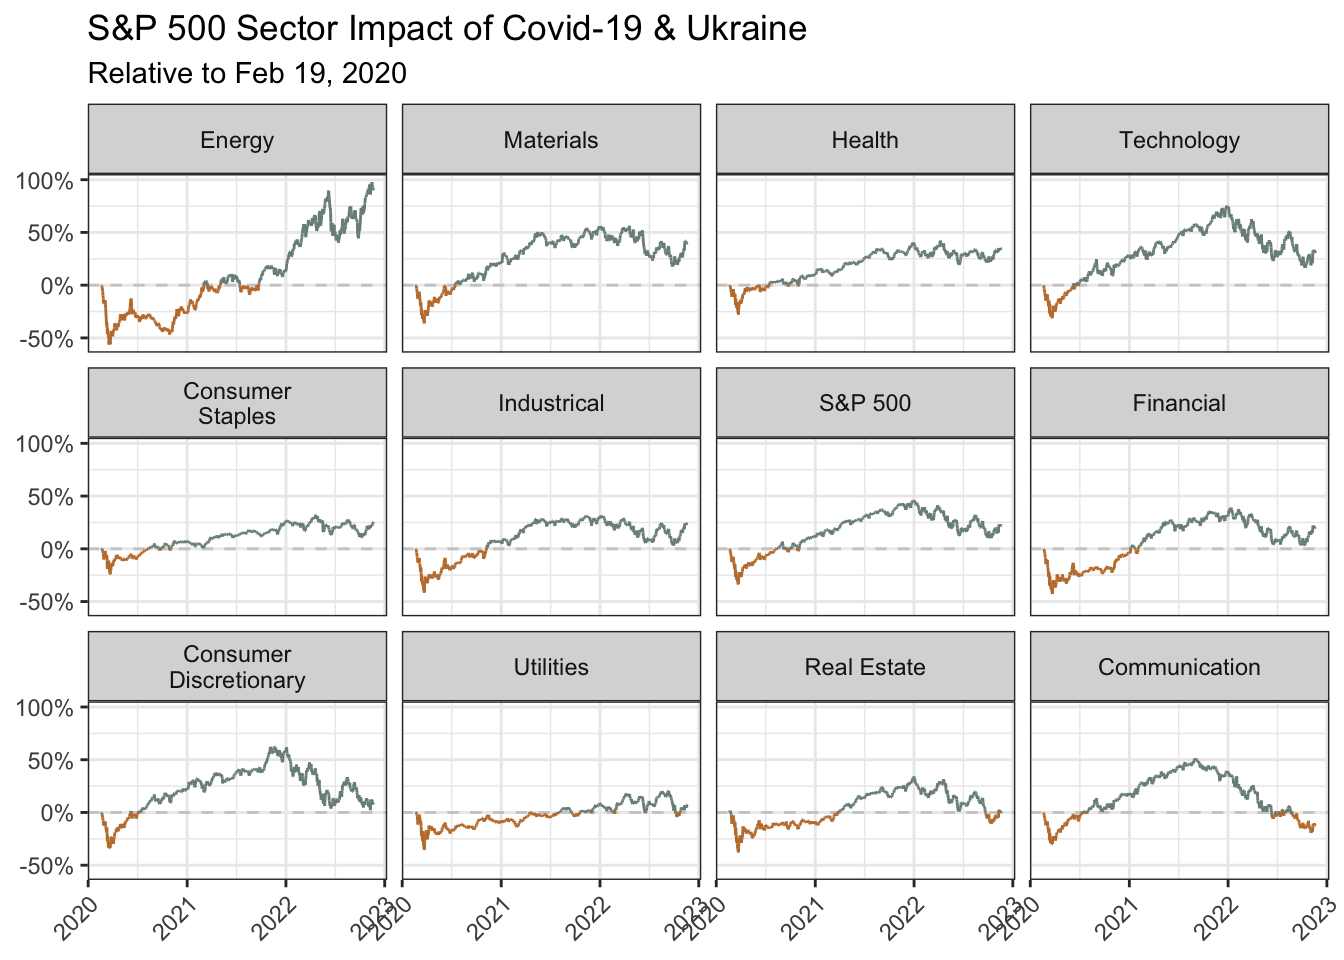 S&P 500 Sector Impact of Covid-19 & Ukraine
Relative to Feb 19, 2020
Energy
Materials
Health
Technology
100%
50%
0%
-50%
Consumer
Staples
Industrical
S&P 500
Financial
100%
50%
0%
-50%
Consumer
Discretionary
Utilities
Real Estate
Communication
100%
50%
0%
-50%
2020
2021
2022
2023
2020
2021
2022
2023
2020
2021
2022
2023
2020
2021
2022
2023